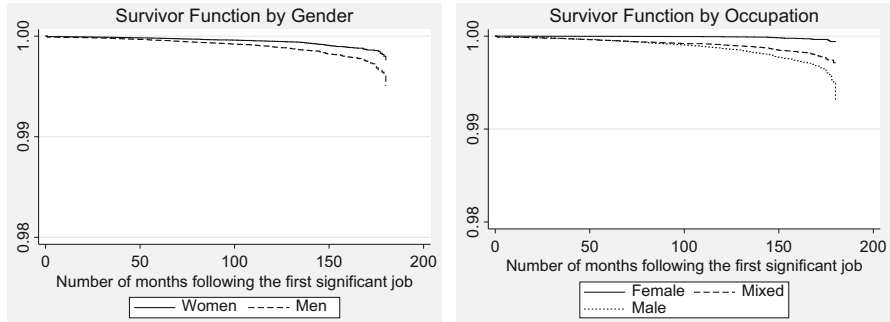 Survivor Function by Gender
1.00
0.99
0.98
0 50 100 150 200
Number of months following the first significant job
Women Men
Survivor Function by Occupation
1.00
0.99
0.98
0 50 100 150 200
Number of months following the first significant job
Female Mixed
Male